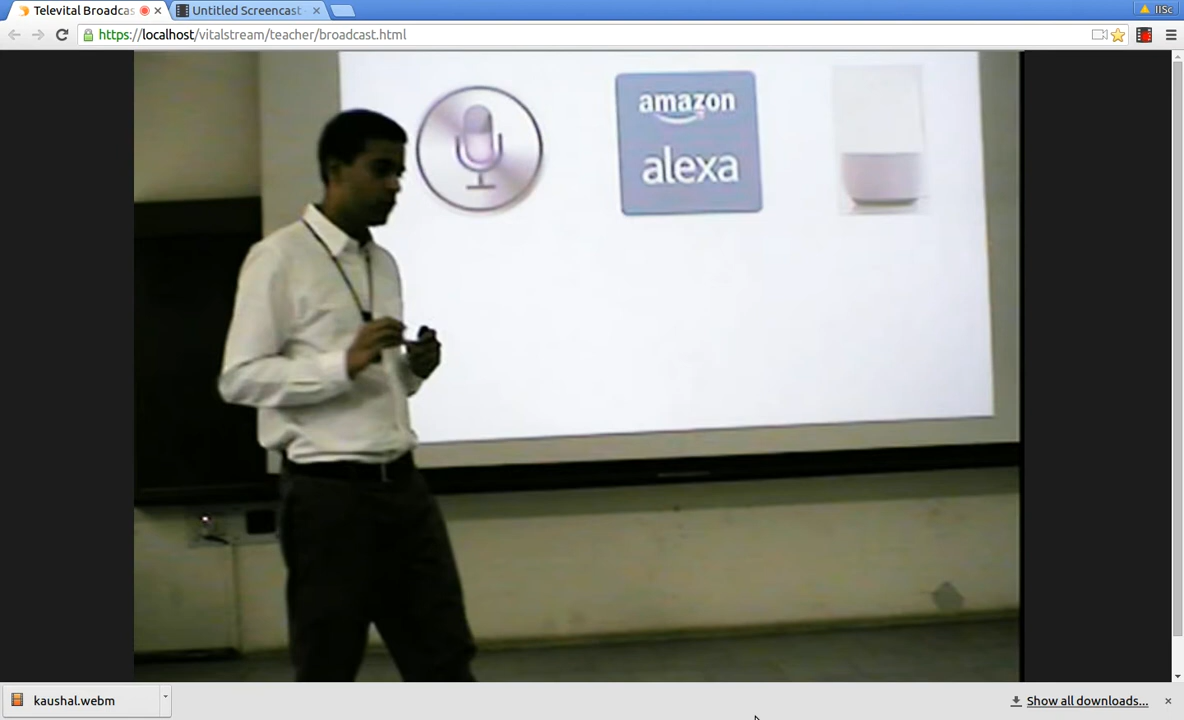 Televital Broadcas
Untitled Screencast
IISc
https://localhost/vitalstream/teacher/broadcast.html
amazon
alexa
kaushal.webm
Show all downloads...